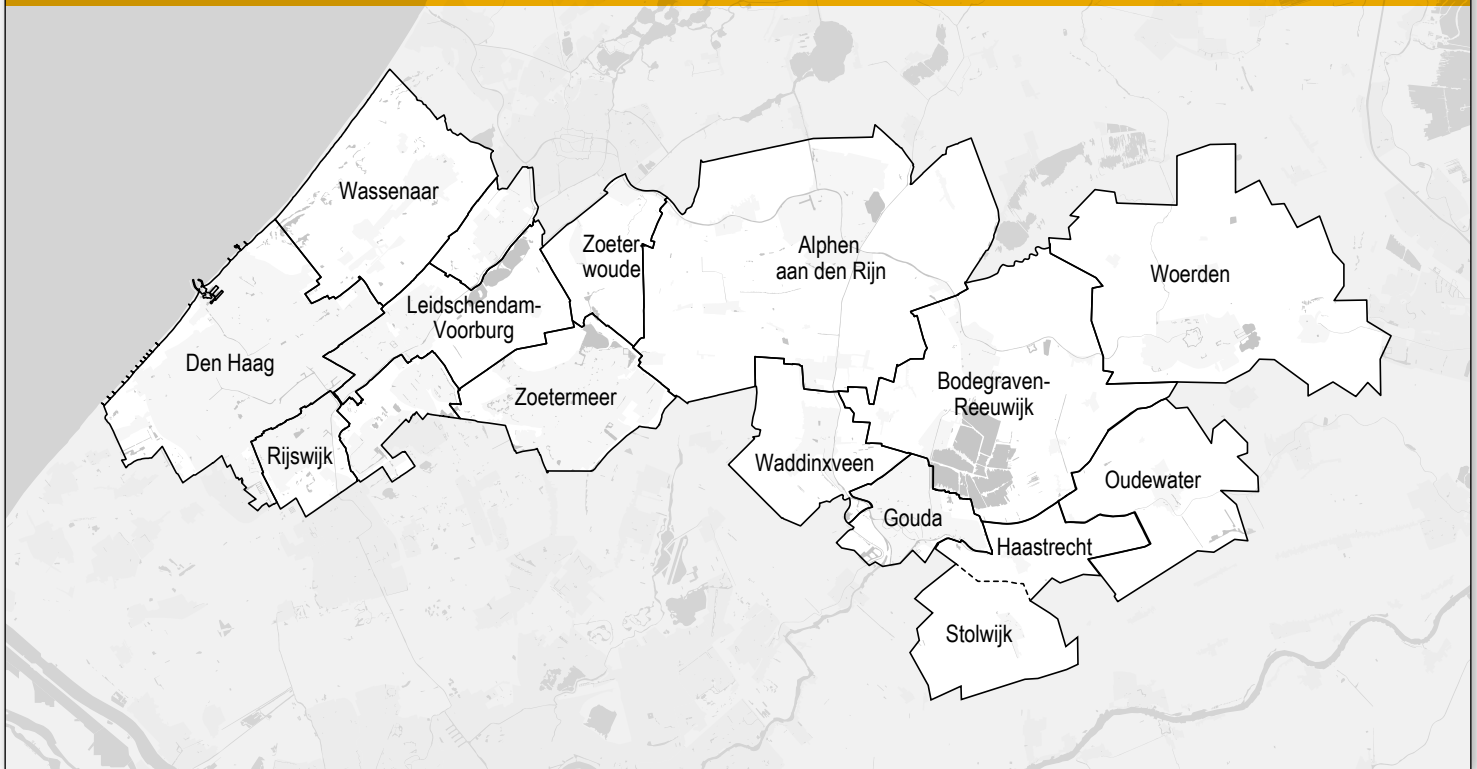 Wassenaar
Zoeter
woude
Alphen
aan den Rijn
Woerden
Leidschendam-
Voorburg
Den Haag
Zoetermeer
Bodegraven-
Reeuwijk
Rijswijk
Waddinxveen
Oudewater
Gouda
Haastrecht
Stolwijk